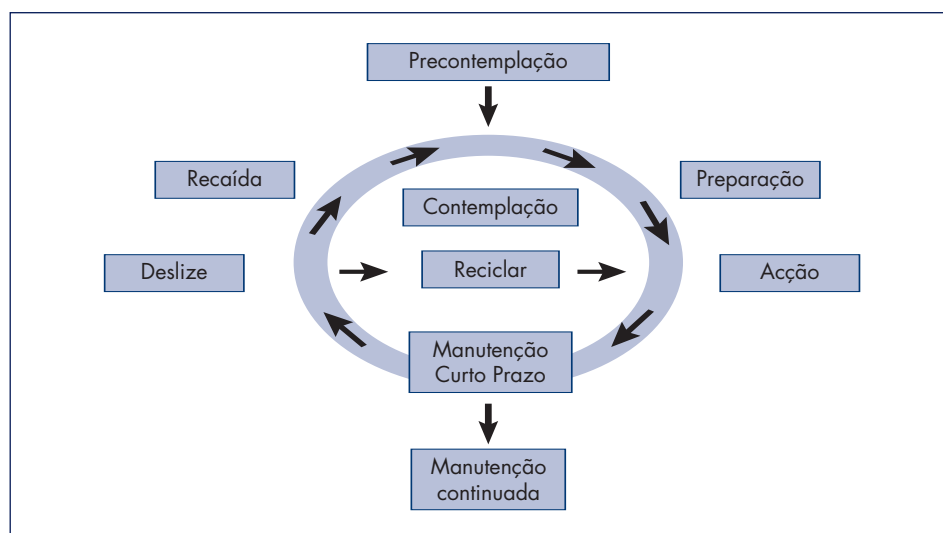 Precontemplação
Recaída
Preparação
Contemplação
Deslize
Reciclar
Acção
Manutenção
Curto Prazo
Manutenção
continuada